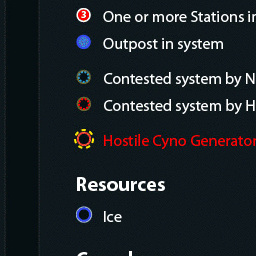 3 One or more Stations in
Outpost in system
Contested system by N
Contested system by H
Hostile Cyno Generator
Resources
Ice